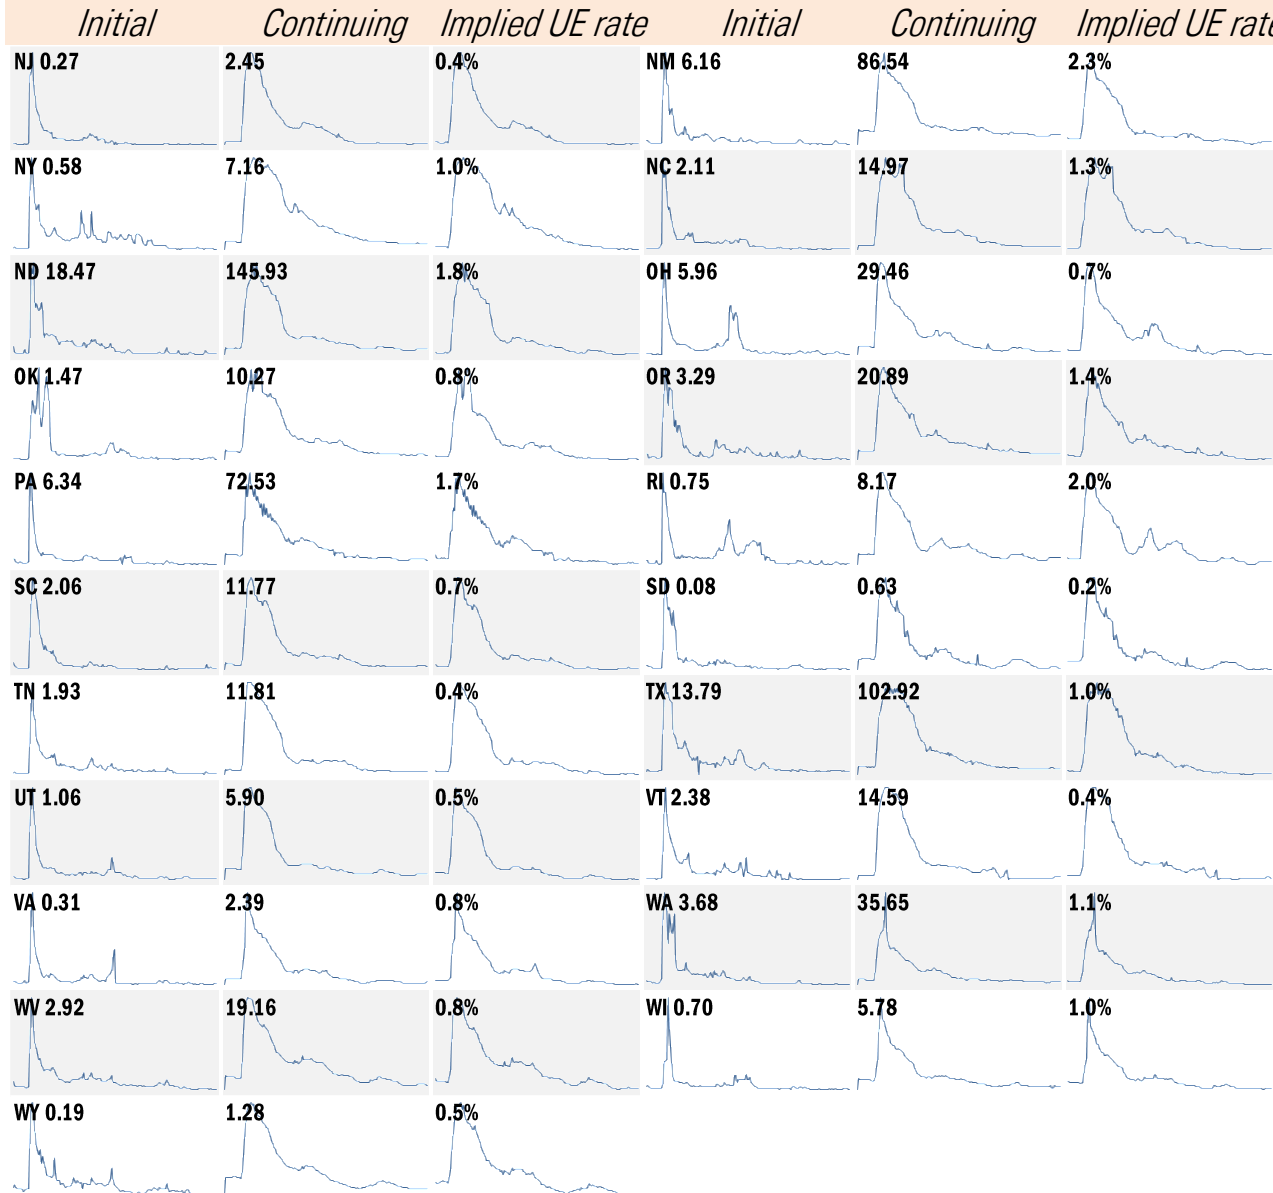 Initial Continuing Implied UE rate Initial Continuing Implied UE rate
NJ 0.27 2.45 0.4% NM 6.16 86.54 2.3%
NY 0.58 7.16 1.0% NC 2.11 14.97 1.3%
ND 18.47 145.93 1.8% OH 5.96 29.46 0.7%
OK 1.47 10.27 0.8% OR 3.29 20.89 1.4%
PA 6.34 72.53 1.7% RI 0.75 8.17 2.0%
SC 2.06 11.77 0.7% SD 0.08 0.63 0.2%
TN 1.93 11.81 0.4% TX 13.79 102.92 1.0%
UT 1.06 5.90 0.5% VT 2.38 14.59 0.4%
VA 0.31 2.39 0.8% WA 3.68 35.65 1.1%
WV 2.92 19.16 0.8% WI 0.70 5.78 1.0%
WY 0.19 1.28 0.5%